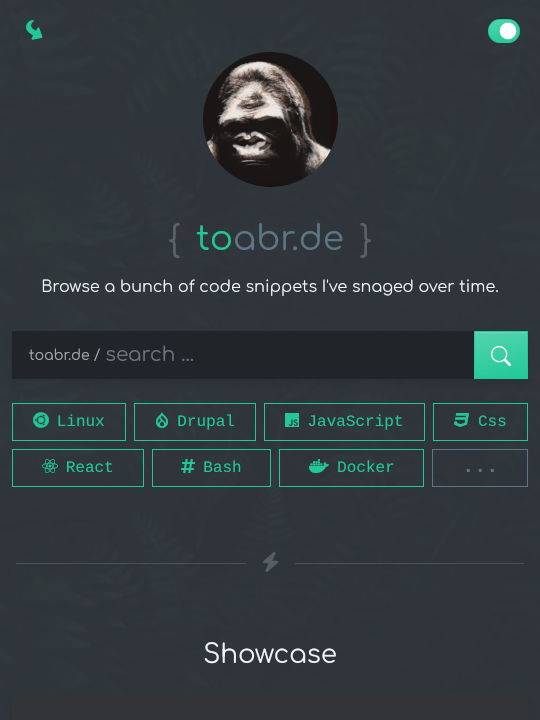 { toabr.de }
Browse a bunch of code snippets I've snaged over time.
toabr.de / search ...
Linux Drupal JavaScript Css
React # Bash Docker ...
Showcase